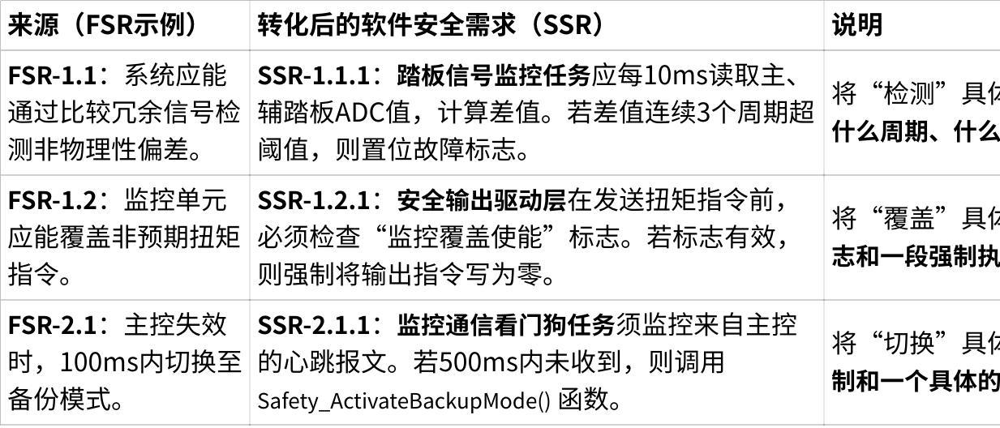 来源（FSR示例）
转化后的软件安全需求（SSR）
说明
FSR-1.1：系统应能
通过比较冗余信号检
测非物理性偏差。
SSR-1.1.1：踏板信号监控任务应每10ms读取主、
辅踏板ADC值，计算差值。若差值连续3个周期超
阈值，则置位故障标志。
将“检测”具体
什么周期、什么
FSR-1.2：监控单元
应能覆盖非预期扭矩
指令。
SSR-1.2.1：安全输出驱动层在发送扭矩指令前，
必须检查“监控覆盖使能”标志。若标志有效，
则强制将输出指令写为零。
将“覆盖”具体
志和一段强制执
FSR-2.1：主控失效
时，100ms内切换至
备份模式。
SSR-2.1.1：监控通信看门狗任务须监控来自主控
的心跳报文。若500ms内未收到，则调用
Safety_ActivateBackupMode() 函数。
将“切换”具体
制和一个具体的